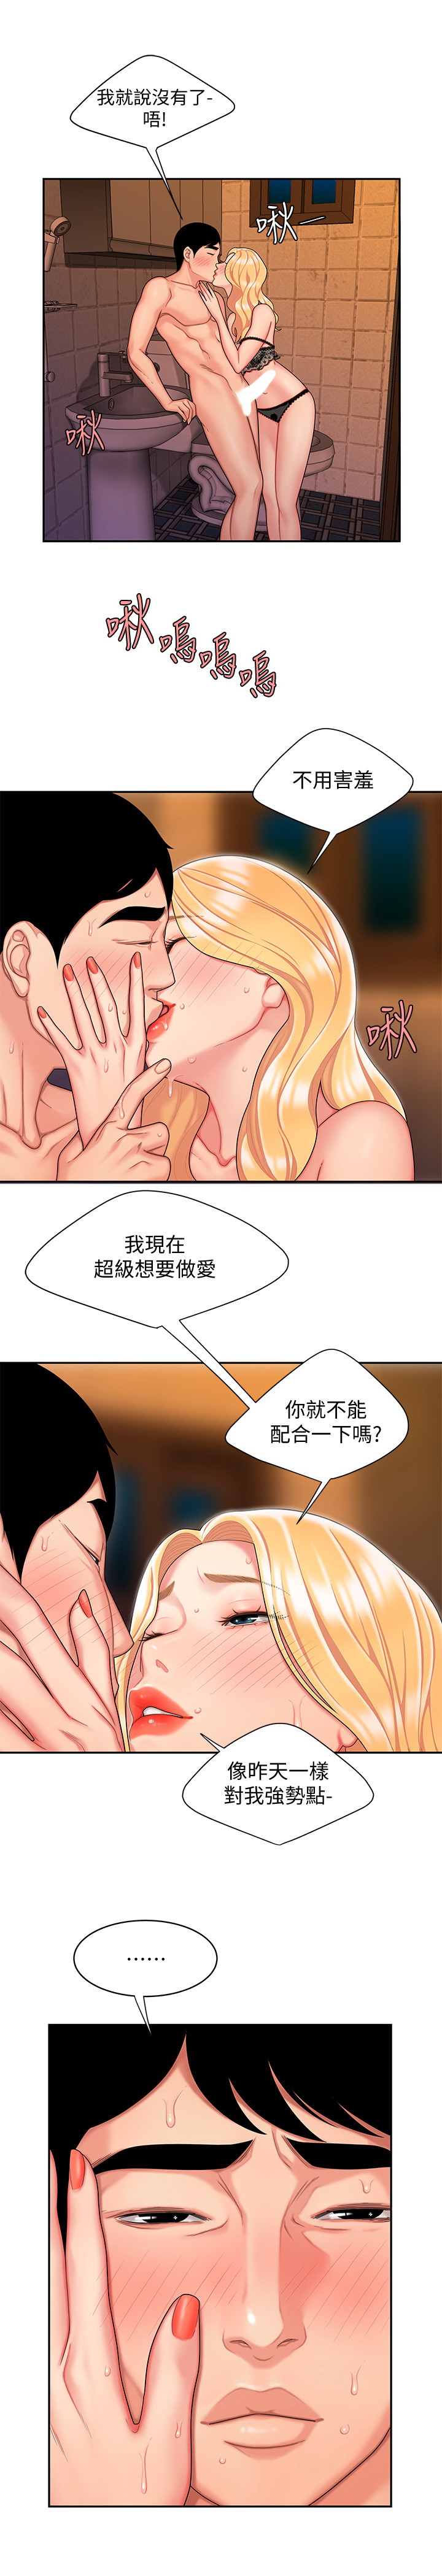 我就說沒有了-
唔!
啾
啾
啾嗚嗚嗚
不用害羞
啾
我現在
超級想要做愛
你就不能
配合一下嗎?
像昨天一樣
對我強勢點-
……